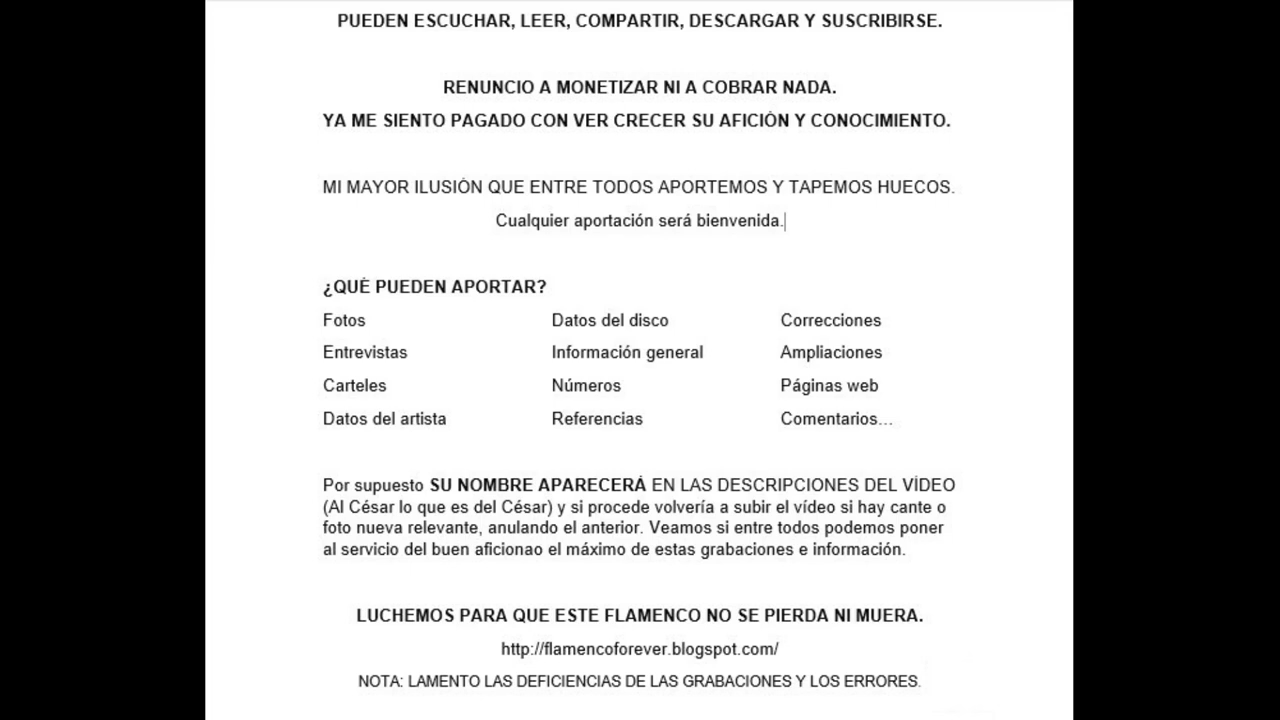 PUEDEN ESCUCHAR, LEER, COMPARTIR, DESCARGAR Y SUSCRIBIRSE.
RENUNCIO A MONETIZAR NI A COBRAR NADA.
YA ME SIENTO PAGADO CON VER CRECER SU AFICIÓN Y CONOCIMIENTO.
MI MAYOR ILUSIÓN QUE ENTRE TODOS APORTEMOS Y TAPEMOS HUECOS.
Cualquier aportación será bienvenida.
¿QUÉ PUEDEN APORTAR?
Fotos Datos del disco Correcciones
Entrevistas Información general Ampliaciones
Carteles Números Páginas web
Datos del artista Referencias Comentarios...
Por supuesto SU NOMBRE APARECERÁ EN LAS DESCRIPCIONES DEL VÍDEO
(Al César lo que es del César) y si procede volvería a subir el vídeo si hay cante o
foto nueva relevante, anulando el anterior. Veamos si entre todos podemos poner
al servicio del buen aficionao el máximo de estas grabaciones e información.
LUCHEMOS PARA QUE ESTE FLAMENCO NO SE PIERDA NI MUERA.
http://flamencoforever.blogspot.com/
NOTA: LAMENTO LAS DEFICIENCIAS DE LAS GRABACIONES Y LOS ERRORES.